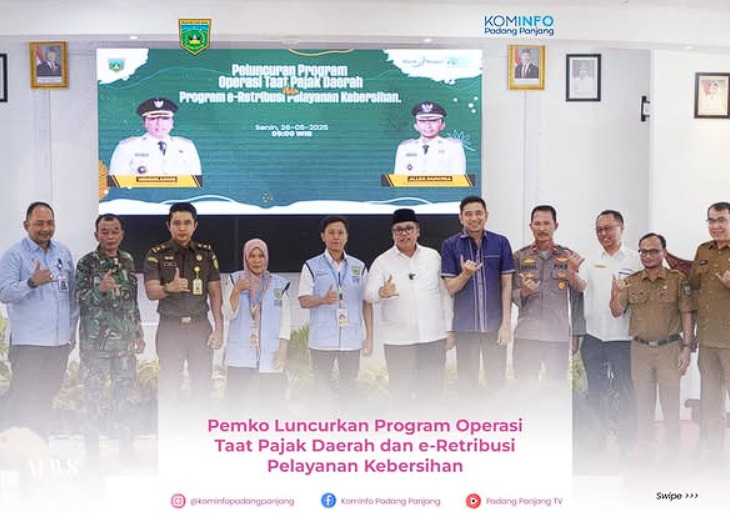 KOMINFO
Padang Panjang
Peluncuran Program
Operasi Taat Pajak Daerah
Program e-Retribusi Pelayanan Kebersihan.
Senin, 26-05-2025
09:00 WIB
Pemko Luncurkan Program Operasi
Taat Pajak Daerah dan e-Retribusi
Pelayanan Kebersihan
@kominfopadangpanjang
Kominfo Padang Panjang
Padang Panjang TV
Swipe >>>